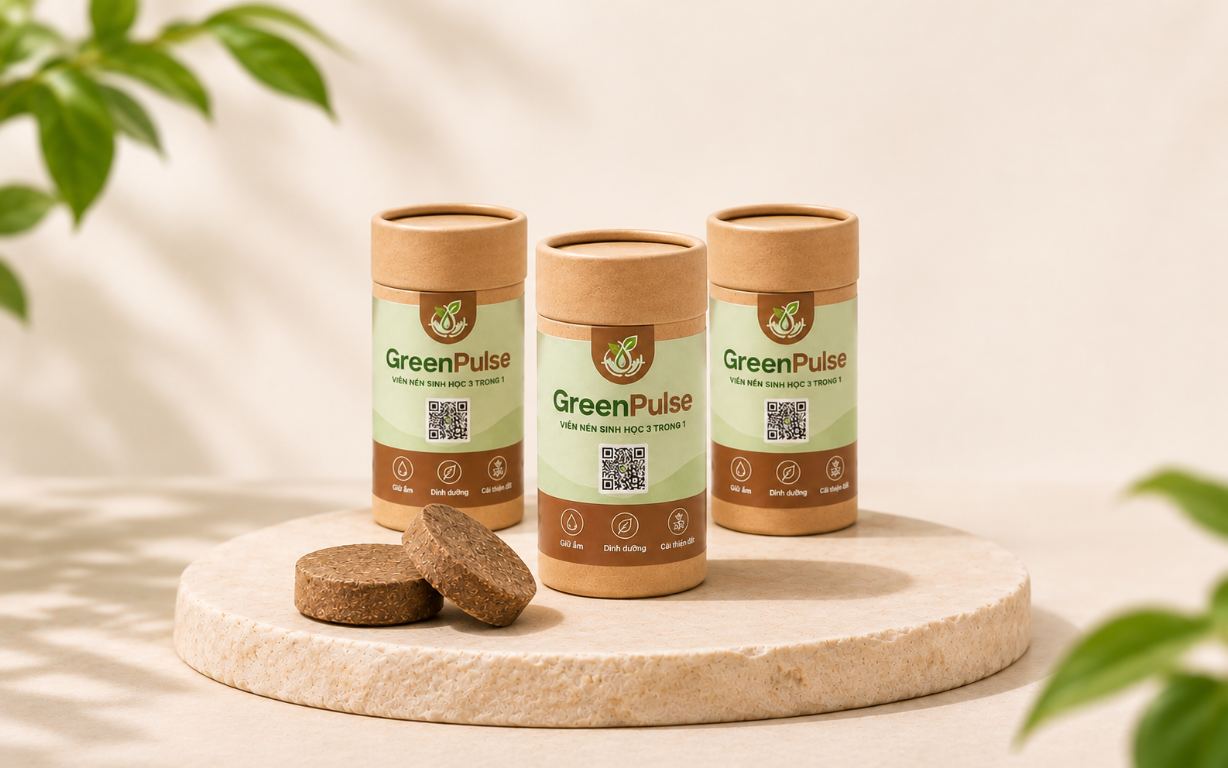 GreenPulse
VIÊN NÉN SINH HỌC 3 TRONG 1
Giữ ẩm
Dinh dưỡng
Cải thiện đất
GreenPulse
VIÊN NÉN SINH HỌC 3 TRONG 1
Giữ ẩm
Dinh dưỡng
Cải thiện đất
GreenPulse
VIÊN NÉN SINH HỌC 3 TRONG 1
Giữ ẩm
Dinh dưỡng
Cải thiện đất